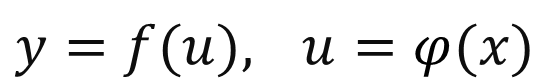 y = f(u), u = φ(x)